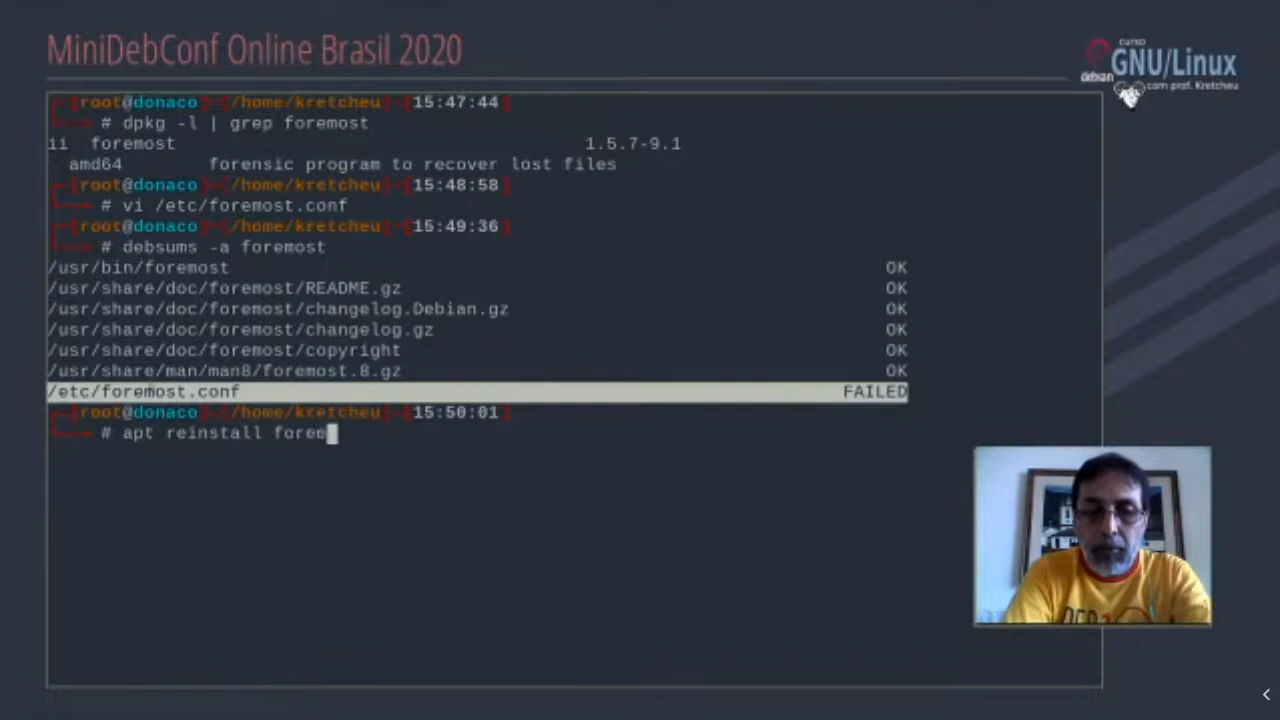 MiniDebConf Online Brasil 2020
curso
GNU/Linux
debian
com prof. Kretcheu
[root@donaco]-[/home/kretcheu]-[15:47:44]
# dpkg -l | grep foremost
ii  foremost                                      1.5.7-9.1
amd64        forensic program to recover lost files
[root@donaco]-[/home/kretcheu]-[15:48:58]
# vi /etc/foremost.conf
[root@donaco]-[/home/kretcheu]-[15:49:36]
# debsums -a foremost
/usr/bin/foremost OK
/usr/share/doc/foremost/README.gz OK
/usr/share/doc/foremost/changelog.Debian.gz OK
/usr/share/doc/foremost/changelog.gz OK
/usr/share/doc/foremost/copyright OK
/usr/share/man/man8/foremost.8.gz OK
/etc/foremost.conf FAILED
[root@donaco]-[/home/kretcheu]-[15:50:01]
# apt reinstall forem